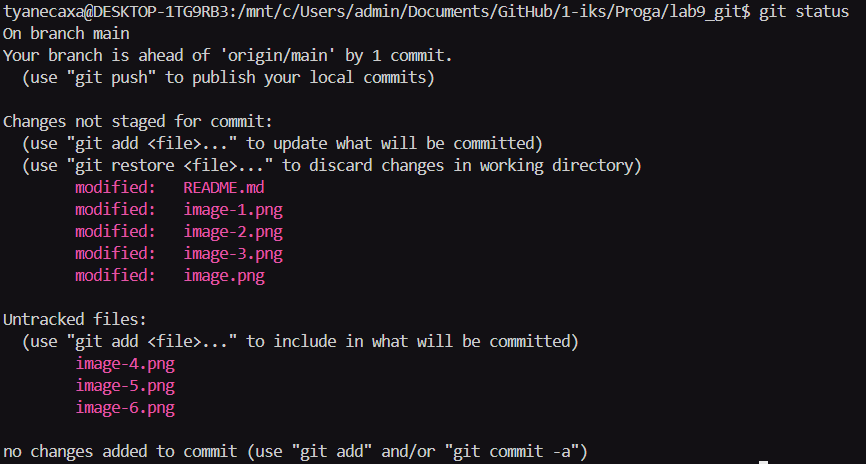 tyanecaxa@DESKTOP-1TG9RB3:/mnt/c/Users/admin/Documents/GitHub/1-iks/Proga/lab9_git$ git status
On branch main
Your branch is ahead of 'origin/main' by 1 commit.
  (use "git push" to publish your local commits)

Changes not staged for commit:
  (use "git add <file>..." to update what will be committed)
  (use "git restore <file>..." to discard changes in working directory)
        modified:   README.md
        modified:   image-1.png
        modified:   image-2.png
        modified:   image-3.png
        modified:   image.png

Untracked files:
  (use "git add <file>..." to include in what will be committed)
        image-4.png
        image-5.png
        image-6.png

no changes added to commit (use "git add" and/or "git commit -a")